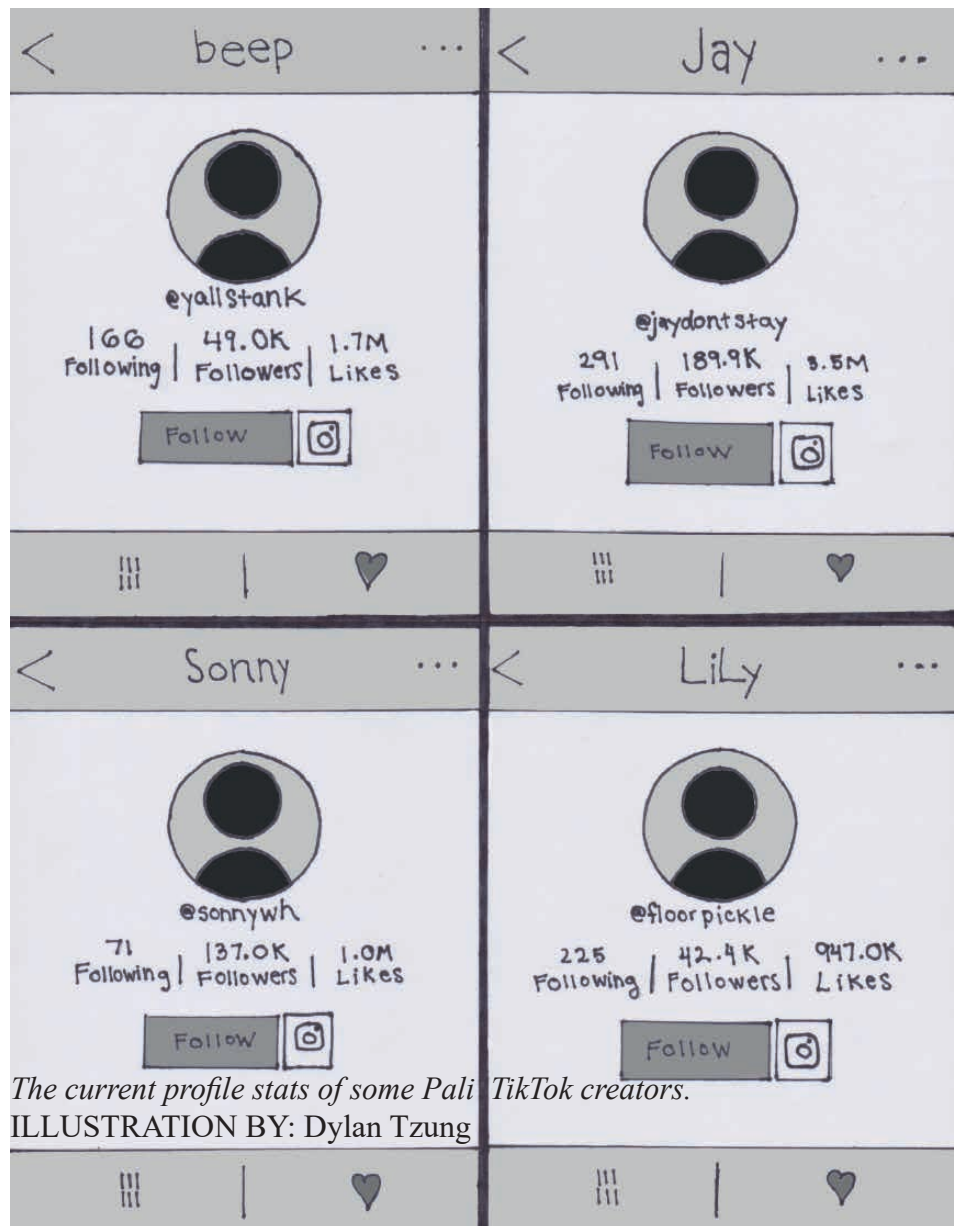 beep
@yallstank
166 | 49.0K | 1.7M
Following | Followers | Likes
Follow
Jay
@jaydontstay
291 | 189.9K | 3.5M
Following | Followers | Likes
Follow
Sonny
@sonnywh
71 | 137.0K | 1.0M
Following | Followers | Likes
Follow
LiLy
@floorpickle
225 | 42.4K | 947.0K
Following | Followers | Likes
Follow
The current profile stats of some Pali TikTok creators.
ILLUSTRATION BY: Dylan Tzung